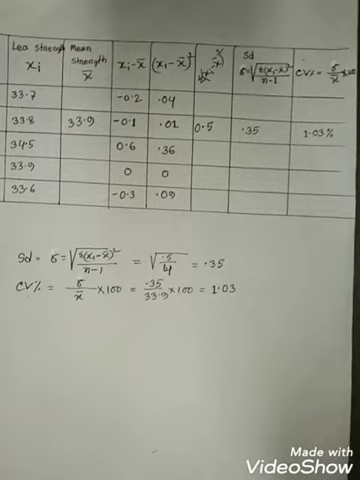 Lea strength xi Mean strength x̄ xi-x̄ (x1-x̄)² Sd б=√Σ(x1-x̄)²/n-1 CV%=б/x̄×100
33.7 -0.2 .04
33.8 33.9 -0.1 .01 0.5 .35 1.03%
34.5 0.6 .36
33.9 0 0
33.6 -0.3 .09
Sd = б=√Σ(x1-x̄)²/n-1 = √.5/4 = .35
CV% = б/x̄ ×100 = .35/33.9 ×100 = 1.03
Made with
VideoShow